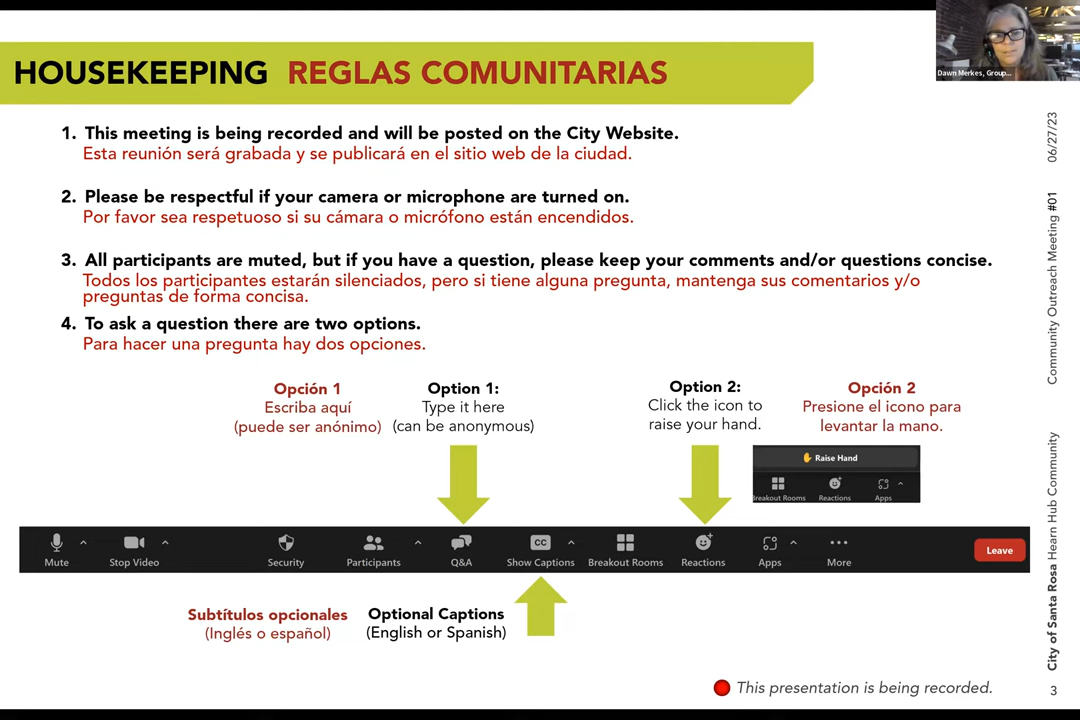 HOUSEKEEPING REGLAS COMUNITARIAS
Dawn Merkes, Group...
1. This meeting is being recorded and will be posted on the City Website.
Esta reunión será grabada y se publicará en el sitio web de la ciudad.
2. Please be respectful if your camera or microphone are turned on.
Por favor sea respetuoso si su cámara o micrófono están encendidos.
3. All participants are muted, but if you have a question, please keep your comments and/or questions concise.
Todos los participantes estarán silenciados, pero si tiene alguna pregunta, mantenga sus comentarios y/o
preguntas de forma concisa.
4. To ask a question there are two options.
Para hacer una pregunta hay dos opciones.
Opción 1
Escriba aquí
(puede ser anónimo)
Option 1:
Type it here
(can be anonymous)
Option 2:
Click the icon to
raise your hand.
Opción 2
Presione el icono para
levantar la mano.
Raise Hand
Breakout Rooms Reactions Apps
Mute Stop Video Security Participants Q&A CC Show Captions Breakout Rooms Reactions Apps More Leave
Subtítulos opcionales
(Inglés o español)
Optional Captions
(English or Spanish)
This presentation is being recorded.
06/27/23
Community Outreach Meeting #01
City of Santa Rosa Hearn Hub Community
3